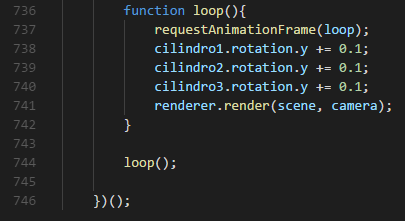 736 function loop(){
737 requestAnimationFrame(loop);
738 cilindro1.rotation.y += 0.1;
739 cilindro2.rotation.y += 0.1;
740 cilindro3.rotation.y += 0.1;
741 renderer.render(scene, camera);
742 }
743
744 loop();
745
746 })();